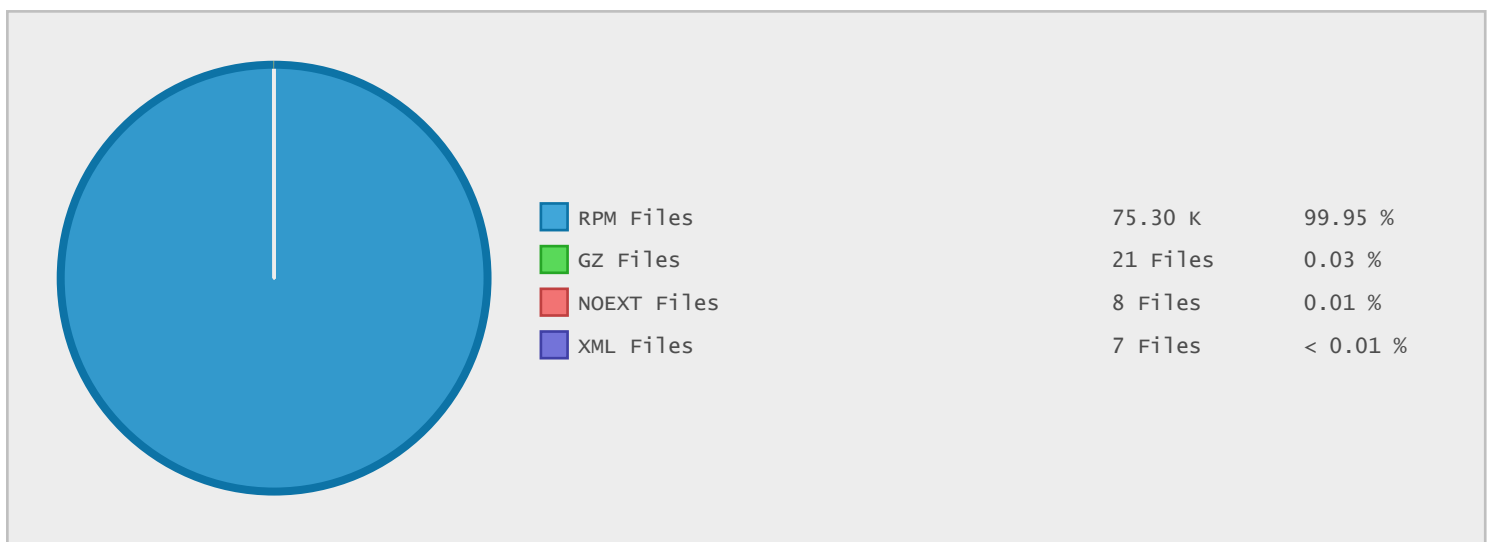 RPM Files 75.30 K 99.95 %
GZ Files 21 Files 0.03 %
NOEXT Files 8 Files 0.01 %
XML Files 7 Files < 0.01 %